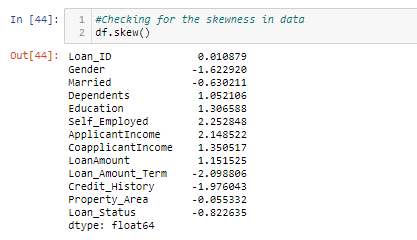 In [44]: 1 #Checking for the skewness in data
2 df.skew()
Out[44]: Loan_ID 0.010879
Gender -1.622920
Married -0.630211
Dependents 1.052106
Education 1.306588
Self_Employed 2.252848
ApplicantIncome 2.148522
CoapplicantIncome 1.350517
LoanAmount 1.151525
Loan_Amount_Term -2.098806
Credit_History -1.976043
Property_Area -0.055332
Loan_Status -0.822635
dtype: float64